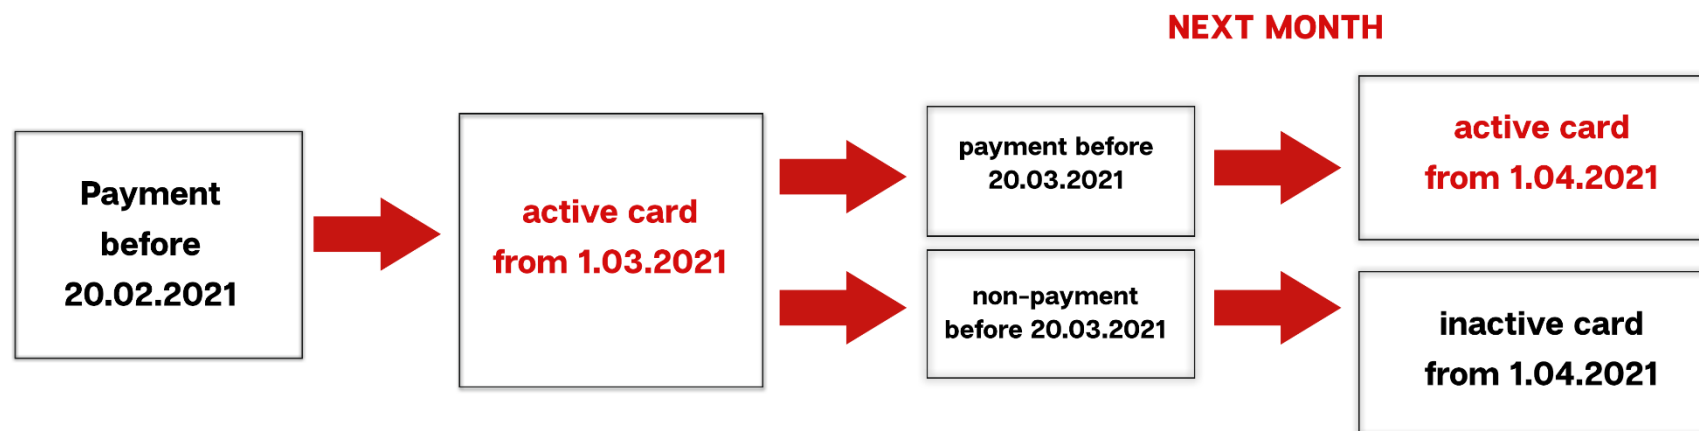 NEXT MONTH
Payment
before
20.02.2021
active card
from 1.03.2021
payment before
20.03.2021
active card
from 1.04.2021
non-payment
before 20.03.2021
inactive card
from 1.04.2021